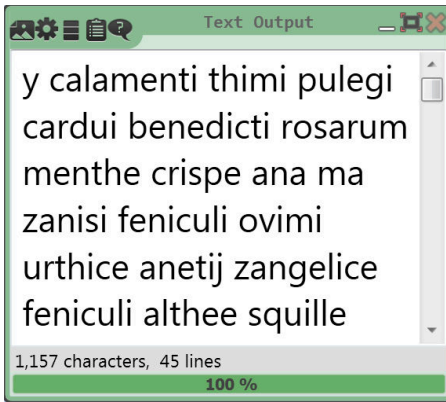 Text Output
y calamenti thimi pulegi
cardui benedicti rosarum
menthe crispe ana ma
zanisi feniculi ovimi
urthice anetij zangelice
feniculi althee squille
1,157 characters, 45 lines
100 %